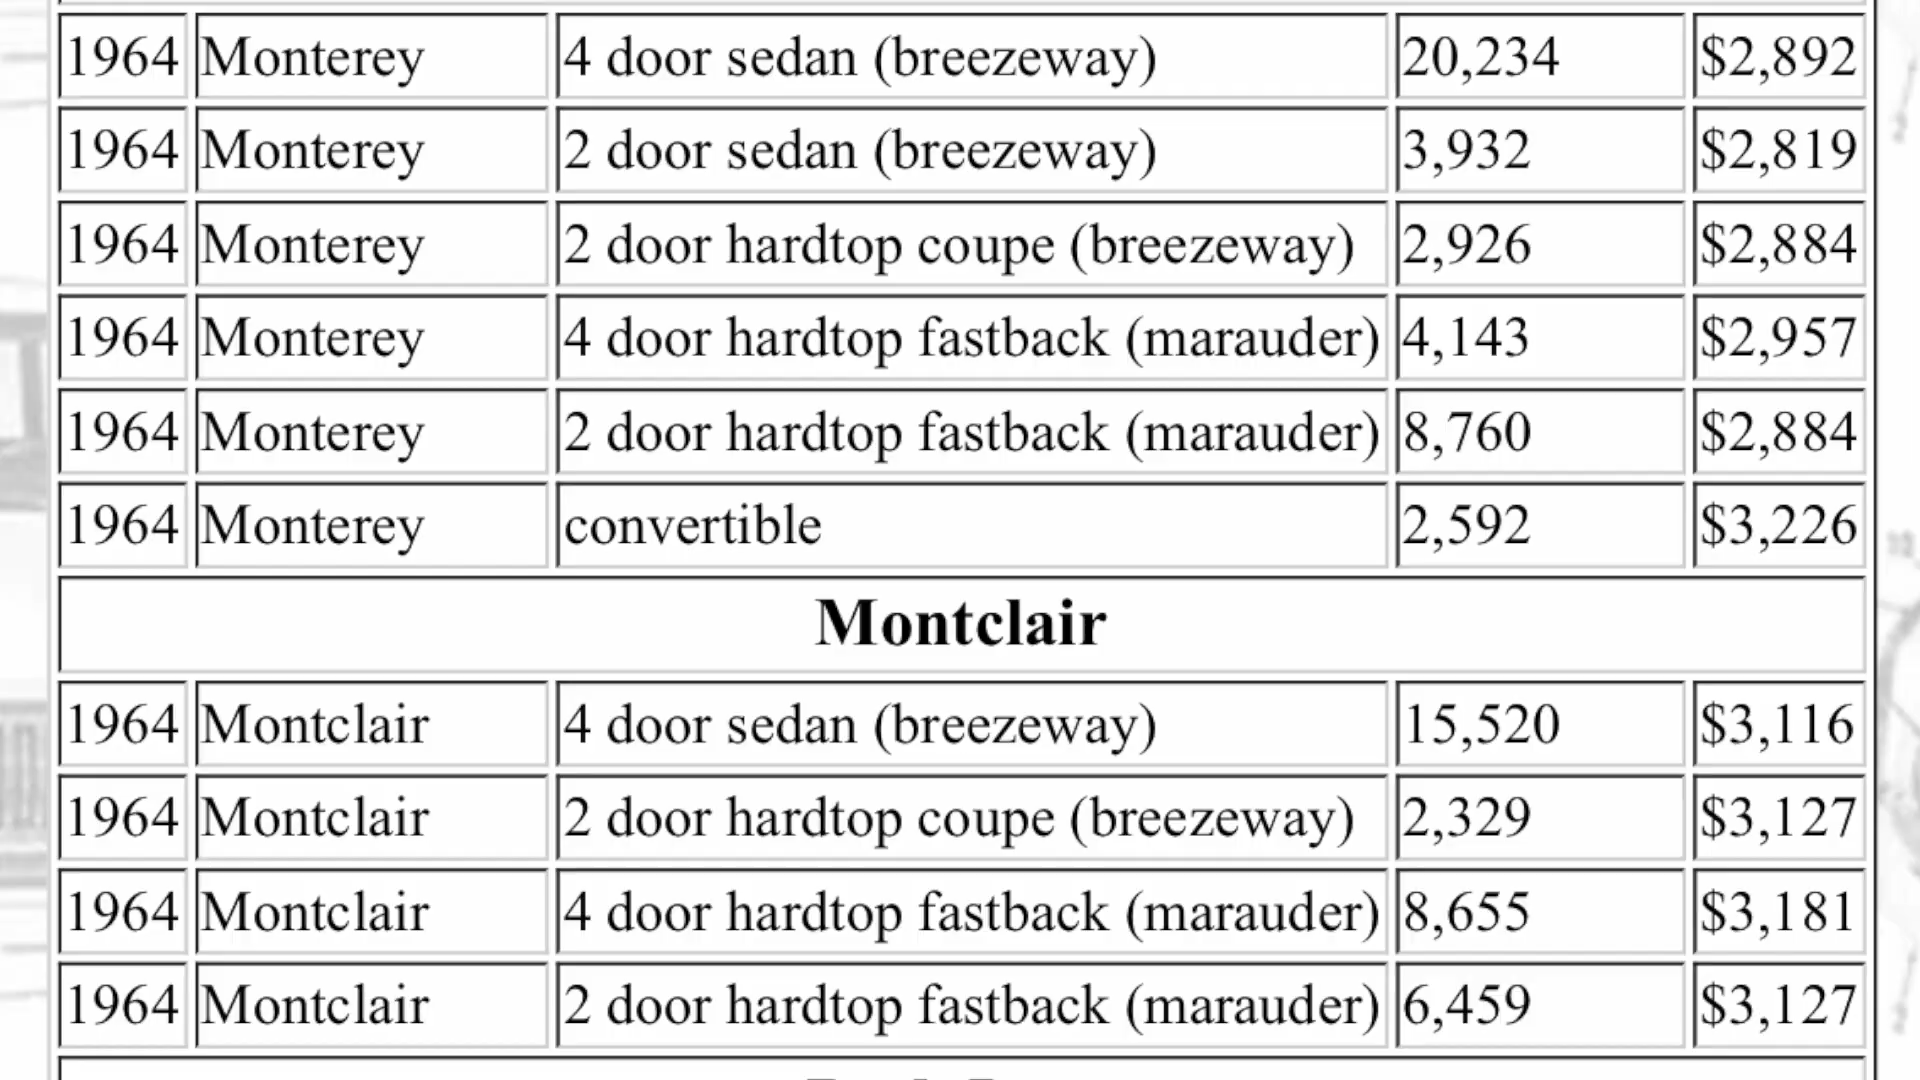 1964 Monterey 4 door sedan (breezeway) 20,234 $2,892
1964 Monterey 2 door sedan (breezeway) 3,932 $2,819
1964 Monterey 2 door hardtop coupe (breezeway) 2,926 $2,884
1964 Monterey 4 door hardtop fastback (marauder) 4,143 $2,957
1964 Monterey 2 door hardtop fastback (marauder) 8,760 $2,884
1964 Monterey convertible 2,592 $3,226
Montclair
1964 Montclair 4 door sedan (breezeway) 15,520 $3,116
1964 Montclair 2 door hardtop coupe (breezeway) 2,329 $3,127
1964 Montclair 4 door hardtop fastback (marauder) 8,655 $3,181
1964 Montclair 2 door hardtop fastback (marauder) 6,459 $3,127